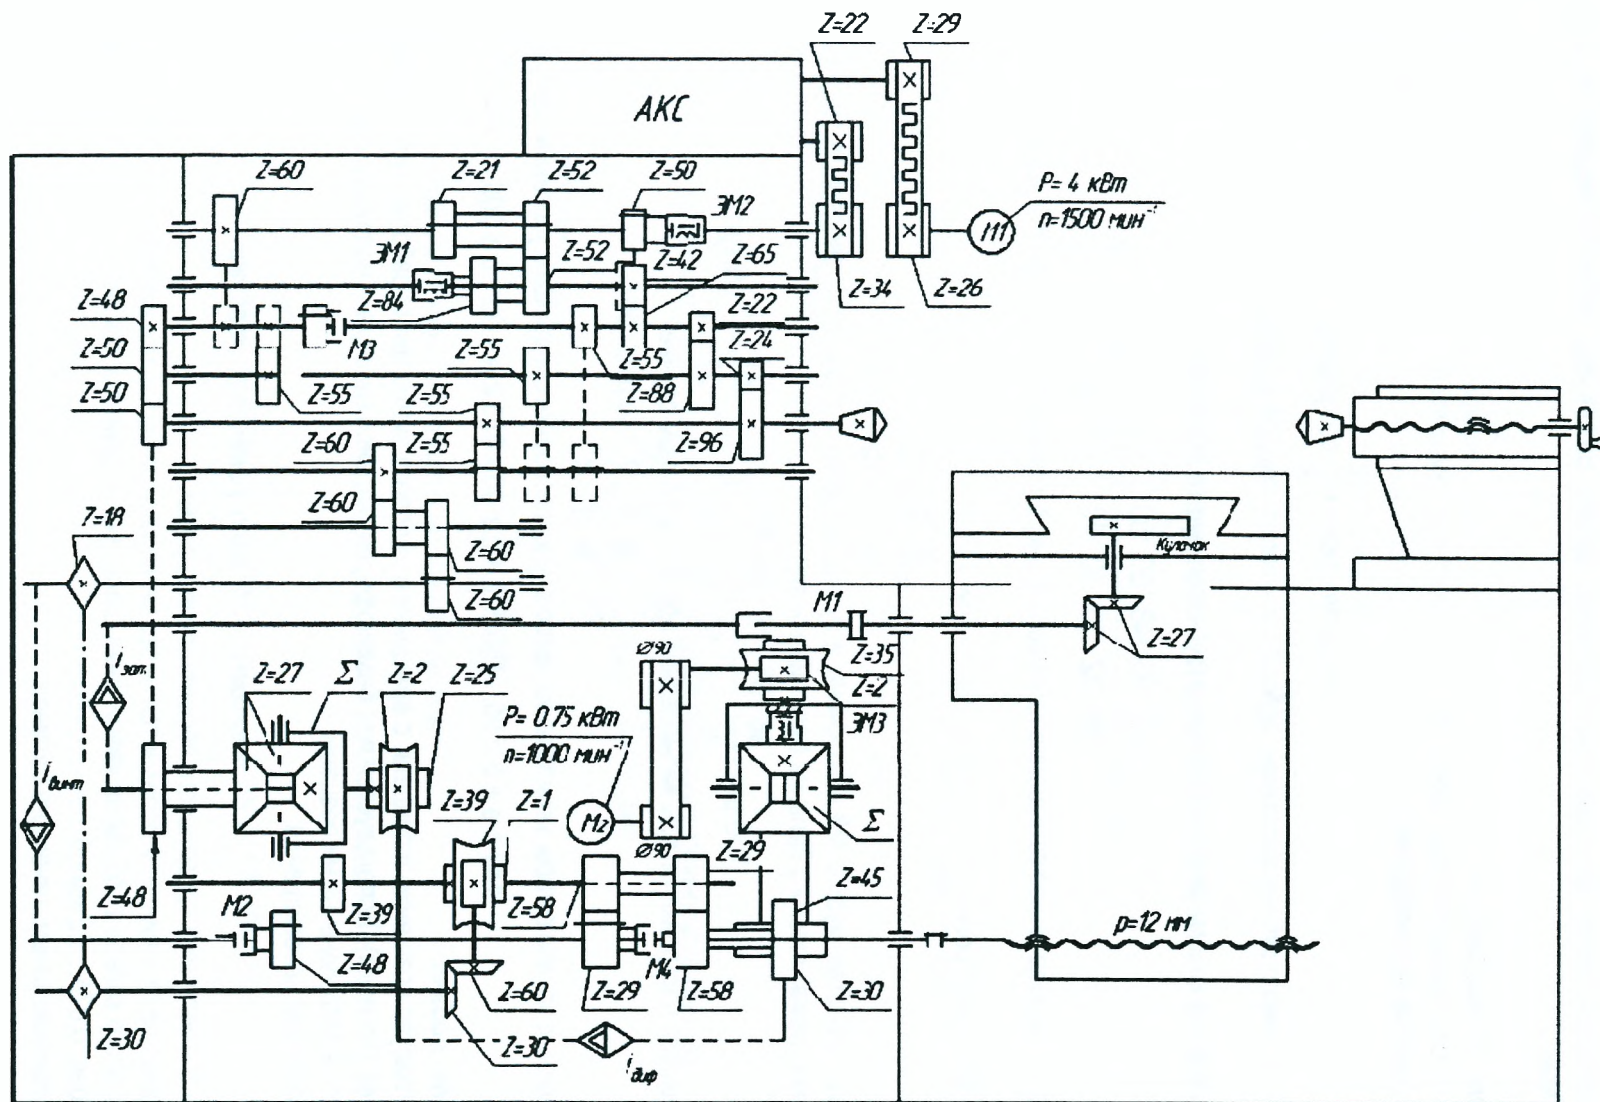 Z=22
Z=29
АКС
Z=60
Z=21
Z=52
Z=50
ЭМ2
P= 4 кВт
n=1500 мин⁻¹
М1
ЭМ1
Z=52
Z=42
Z=65
Z=34
Z=26
Z=48
Z=84
Z=22
М3
Z=24
Z=50
Z=55
Z=55
Z=50
Z=55
Z=55
Z=88
Z=60
Z=55
Z=96
Z=60
Z=18
Z=60
Кулачок
Z=60
М1
Z=27
iзат.
Ø90
Z=35
Z=27
Σ
Z=2
Z=25
Z=2
P= 0.75 кВт
n=1000 мин⁻¹
ЭМ3
iвинт
Z=39
Z=1
М2
Σ
Ø90
Z=29
Z=45
Z=48
М2
Z=39
Z=58
p=12 мм
Z=48
М4
Z=60
Z=29
Z=58
Z=30
Z=30
Z=30
iдиф